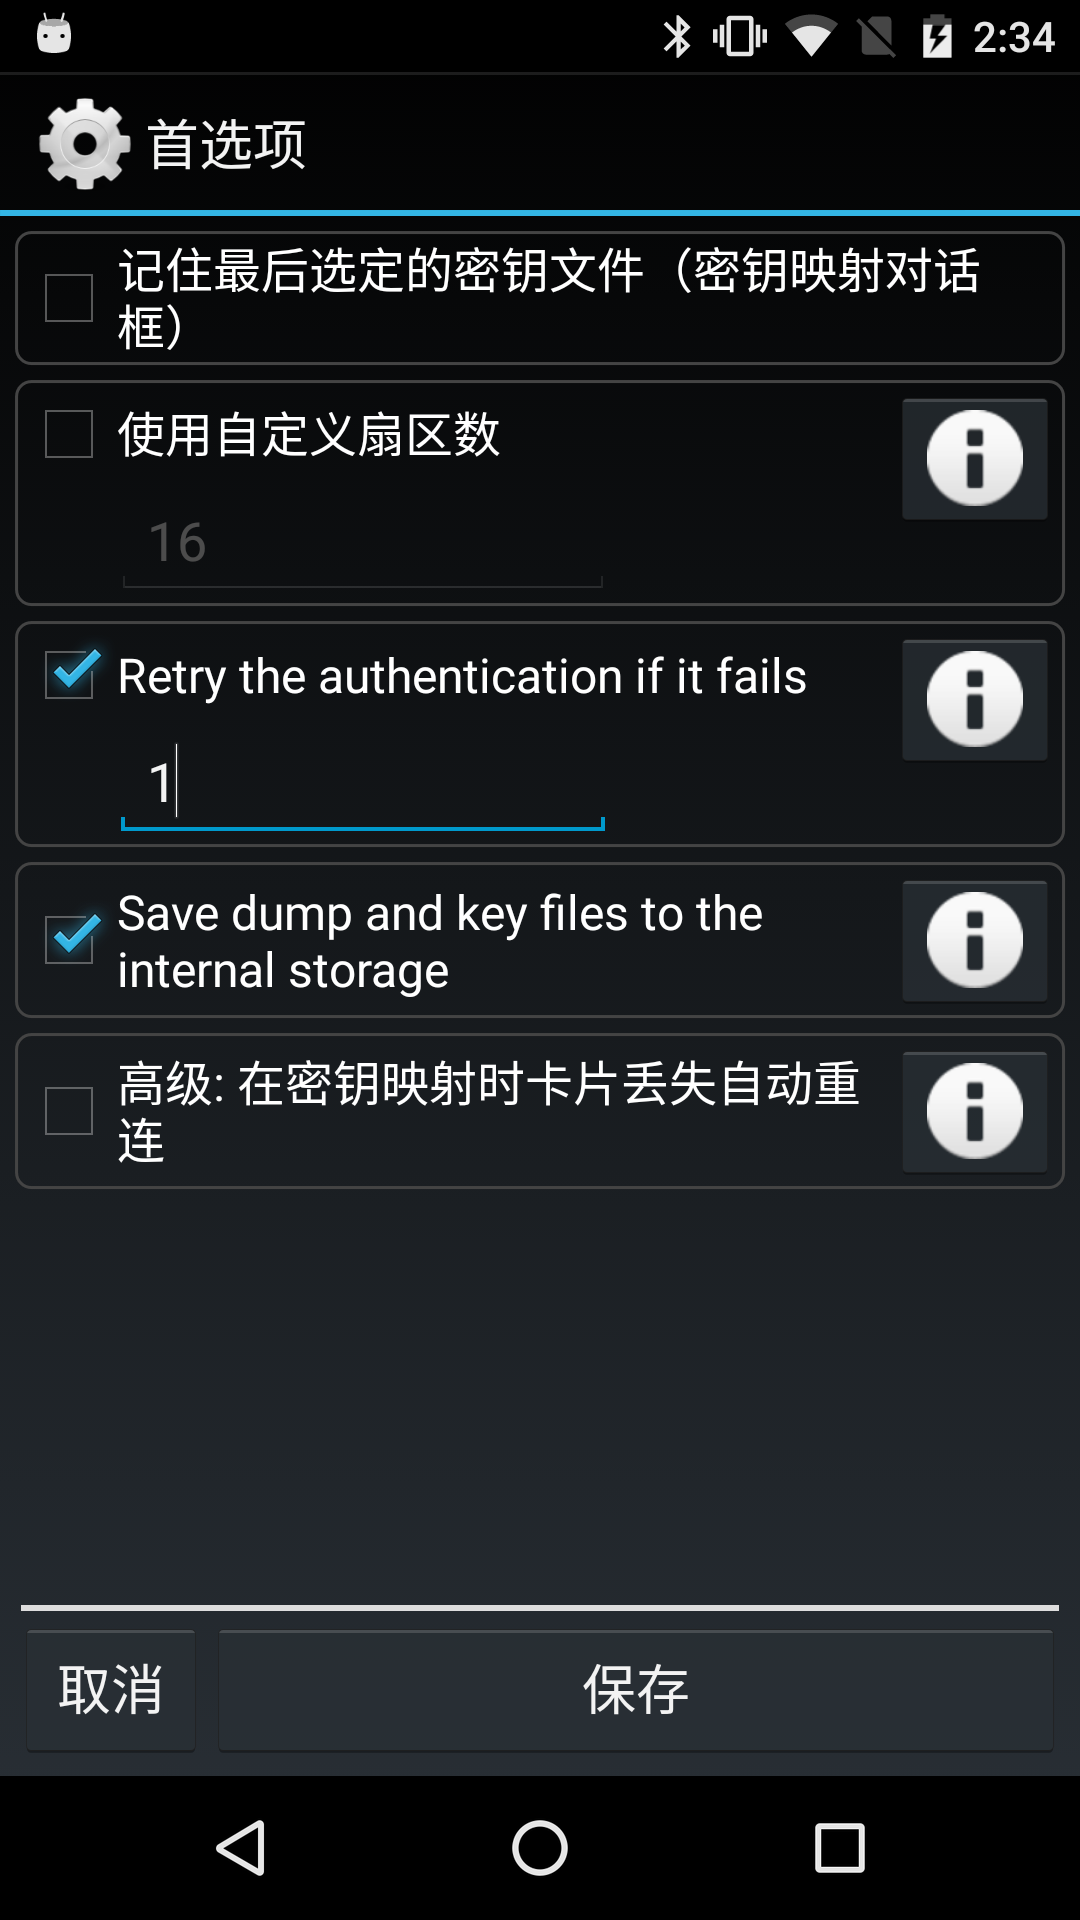 2:34
首选项
记住最后选定的密钥文件（密钥映射对话
框）
使用自定义扇区数
16
Retry the authentication if it fails
1
Save dump and key files to the
internal storage
高级: 在密钥映射时卡片丢失自动重
连
取消
保存